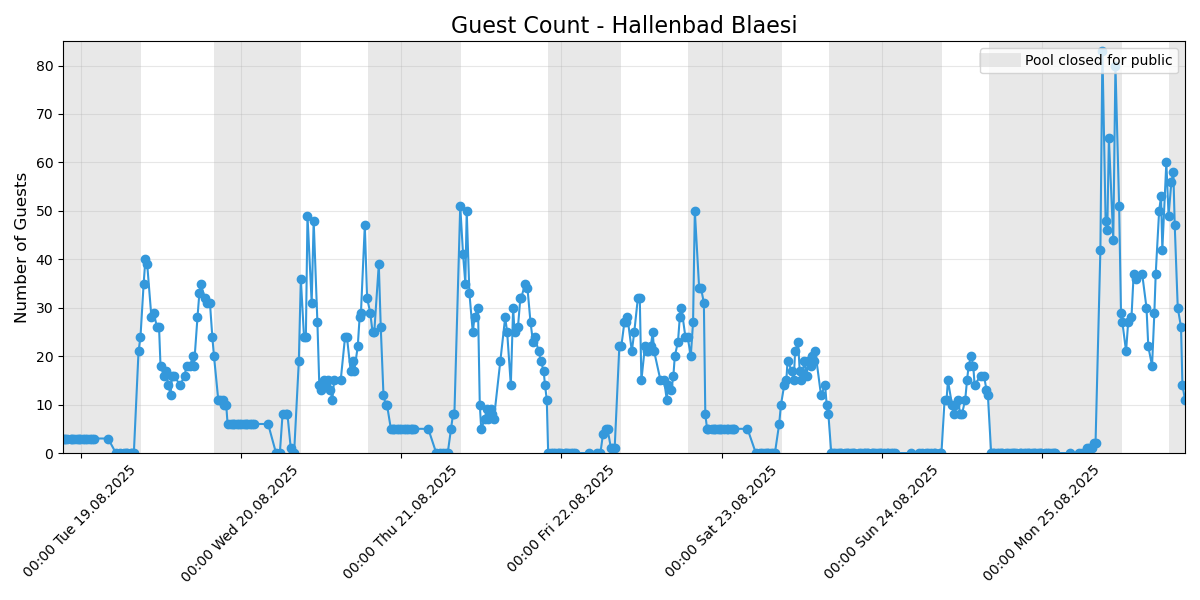 Guest Count - Hallenbad Blaesi
Pool closed for public
Number of Guests
80
70
60
50
40
30
20
10
0
00:00 Tue 19.08.2025
00:00 Wed 20.08.2025
00:00 Thu 21.08.2025
00:00 Fri 22.08.2025
00:00 Sat 23.08.2025
00:00 Sun 24.08.2025
00:00 Mon 25.08.2025